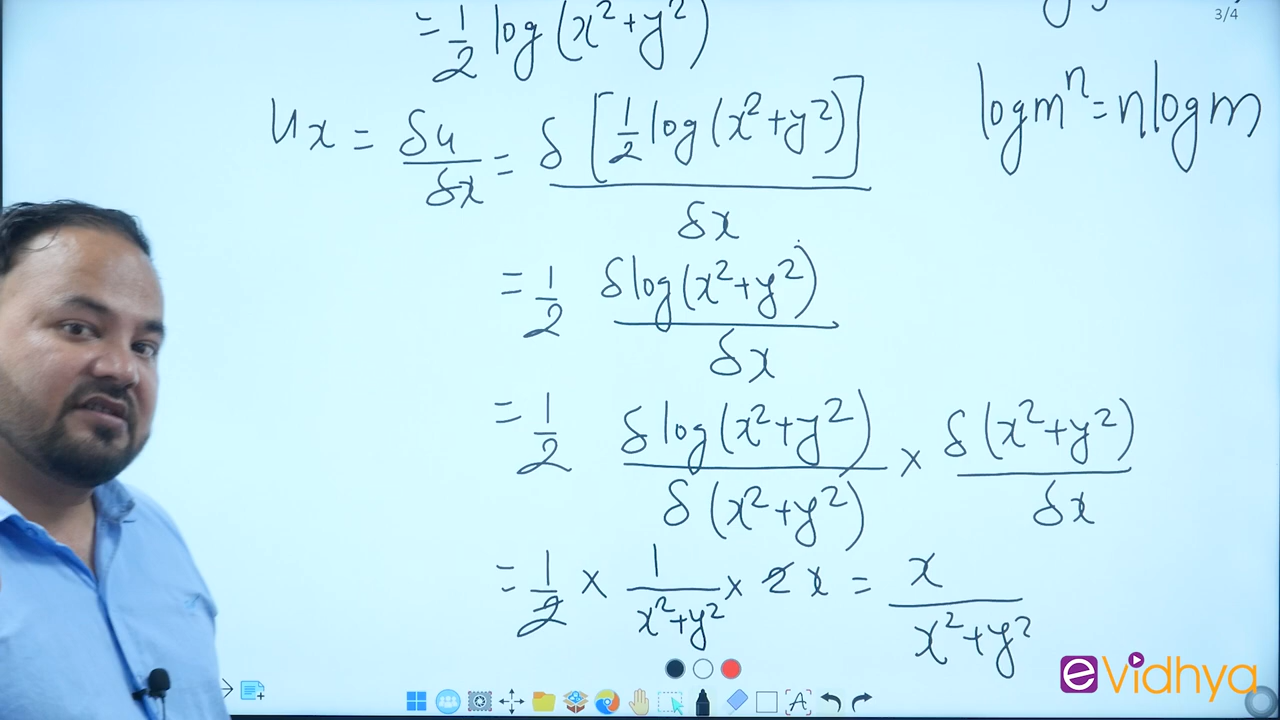 3/4
= 1/2 log(x²+y²)
log mⁿ = n log m
Ux = δu/δx = δ[1/2 log(x²+y²)]/δx
= 1/2 δlog(x²+y²)/δx
= 1/2 δlog(x²+y²)/δ(x²+y²) × δ(x²+y²)/δx
= 1/2 × 1/x²+y² × 2x = x/x²+y²
eVidhya